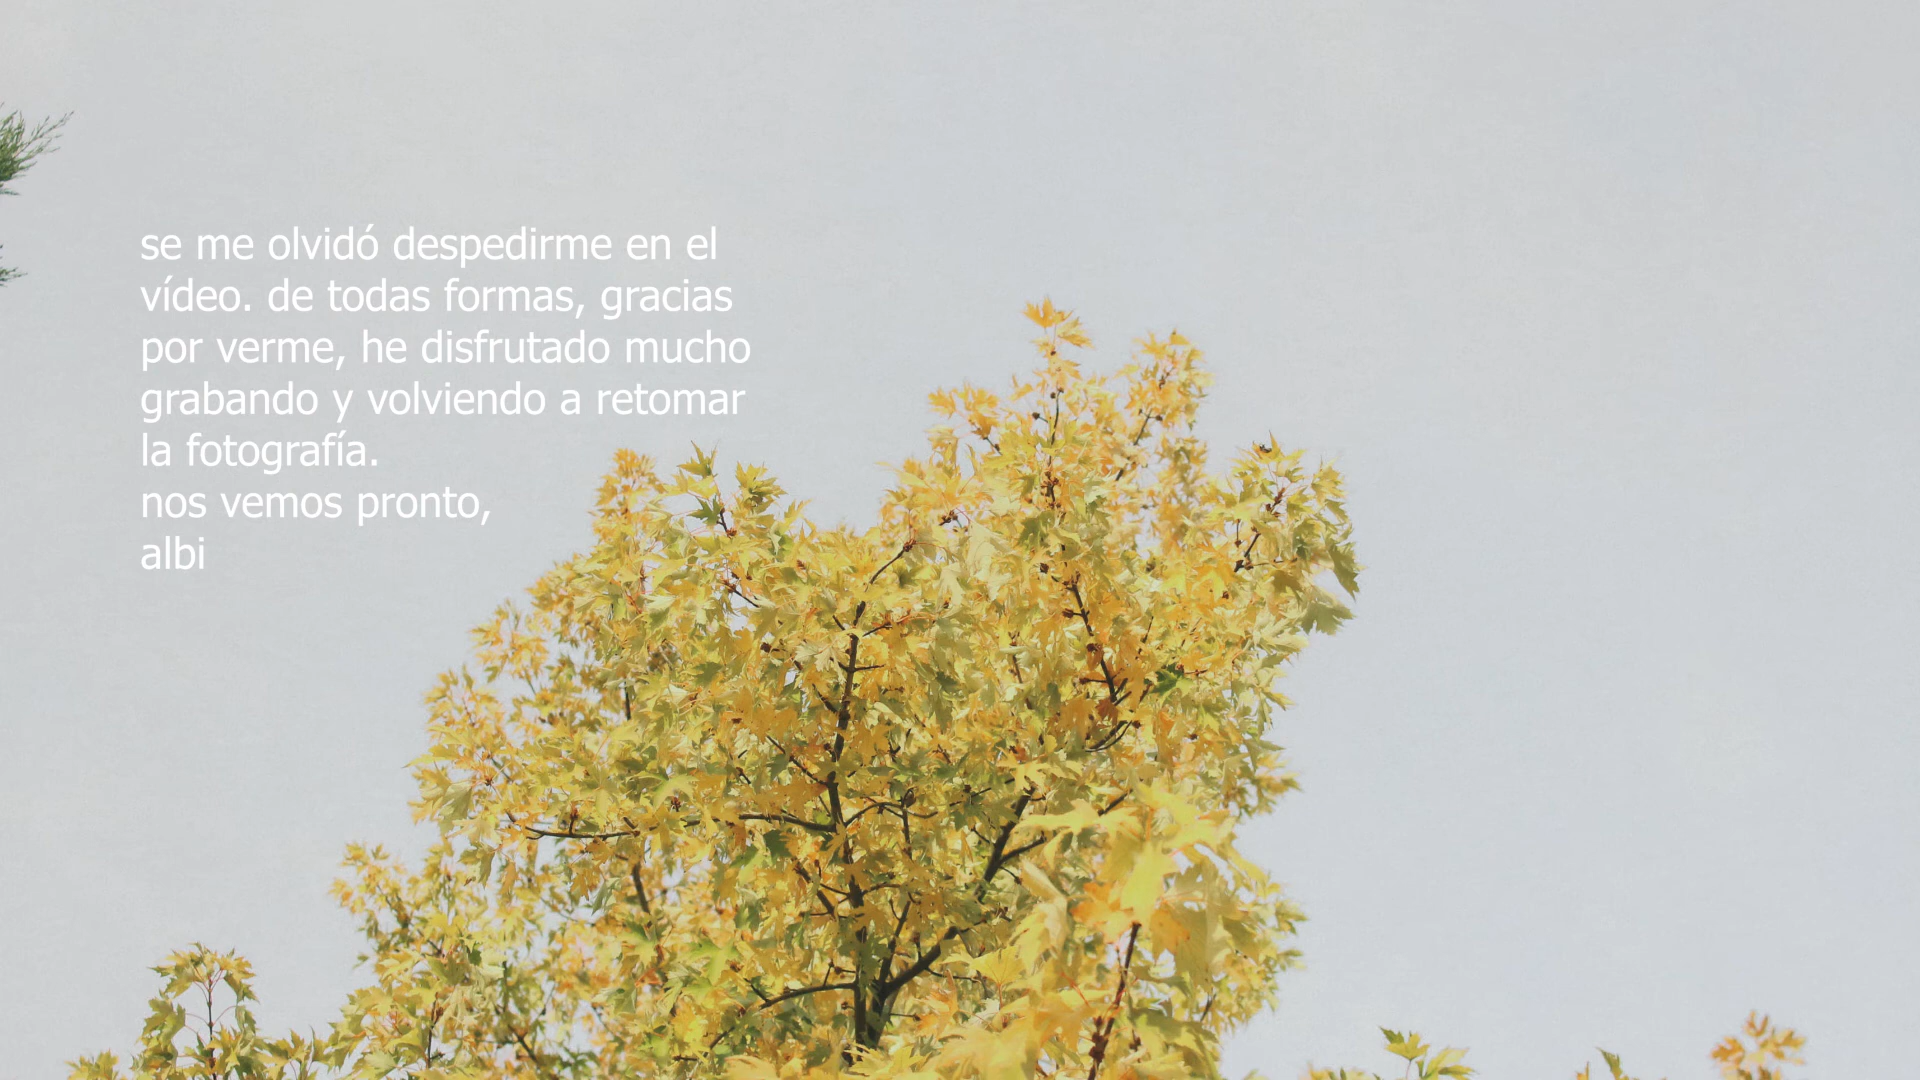 se me olvidó despedirme en el
vídeo. de todas formas, gracias
por verme, he disfrutado mucho
grabando y volviendo a retomar
la fotografía.
nos vemos pronto,
albi